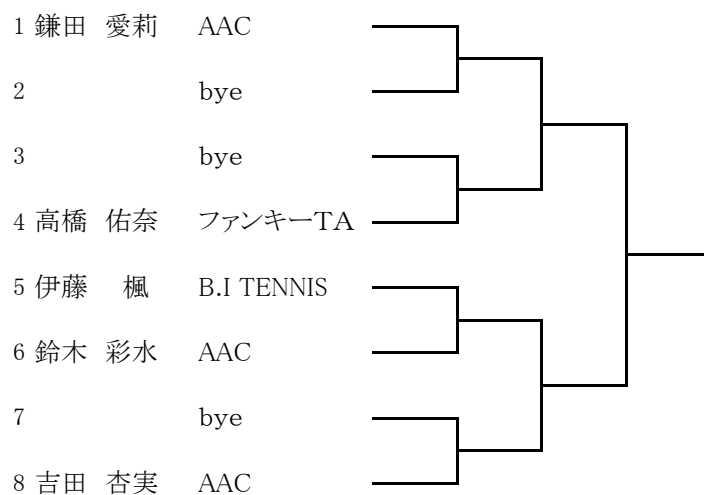 1 鎌田 愛莉 AAC
2 bye
3 bye
4 高橋 佑奈 ファンキーTA
5 伊藤 楓 B.I TENNIS
6 鈴木 彩水 AAC
7 bye
8 吉田 杏実 AAC